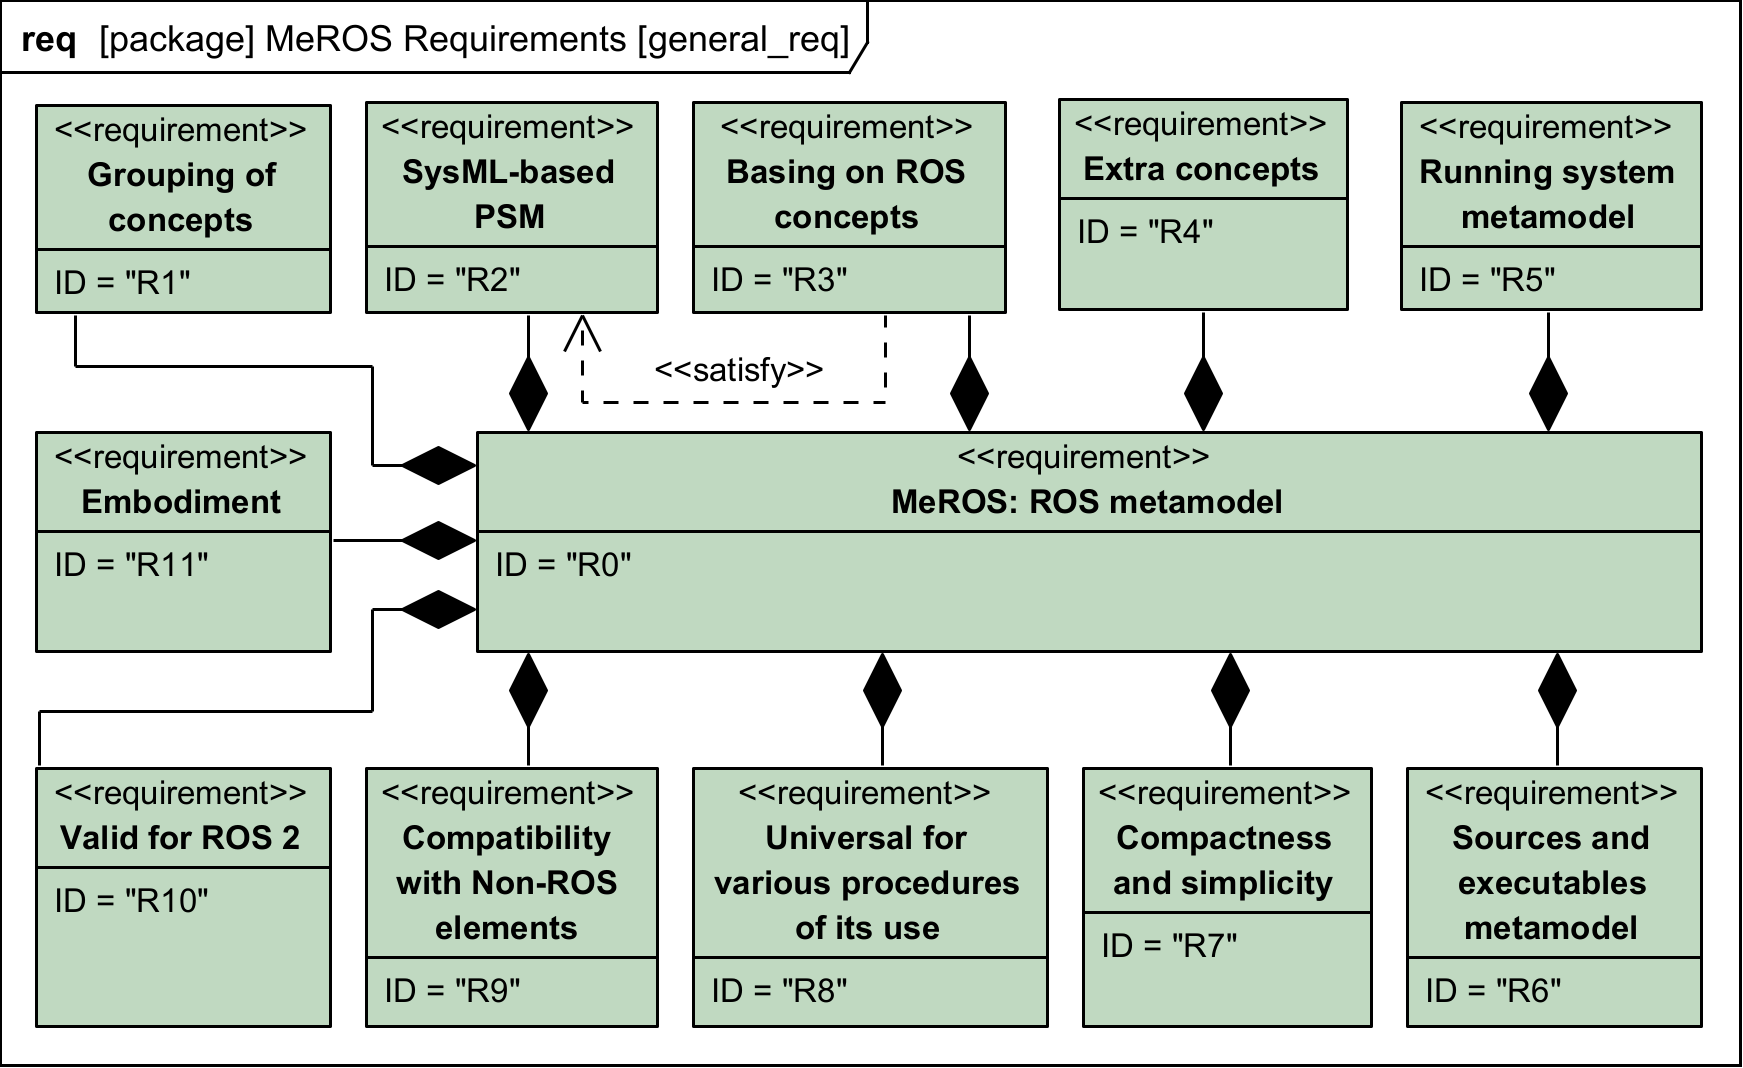 req [package] MeROS Requirements [general_req]
<<requirement>>
Grouping of
concepts
ID = "R1"
<<requirement>>
SysML-based
PSM
ID = "R2"
<<requirement>>
Basing on ROS
concepts
ID = "R3"
<<requirement>>
Extra concepts
ID = "R4"
<<requirement>>
Running system
metamodel
ID = "R5"
<<satisfy>>
<<requirement>>
Embodiment
ID = "R11"
<<requirement>>
MeROS: ROS metamodel
ID = "R0"
<<requirement>>
Valid for ROS 2
ID = "R10"
<<requirement>>
Compatibility
with Non-ROS
elements
ID = "R9"
<<requirement>>
Universal for
various procedures
of its use
ID = "R8"
<<requirement>>
Compactness
and simplicity
ID = "R7"
<<requirement>>
Sources and
executables
metamodel
ID = "R6"